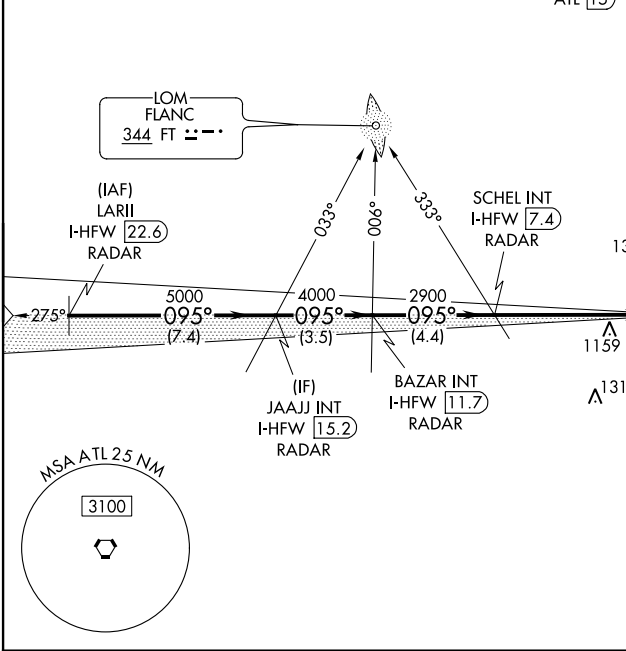 ATL 15
LOM
FLANC
344 FT
(IAF)
LARII
I-HFW 22.6
RADAR
033°
006°
333°
SCHEL INT
I-HFW 7.4
RADAR
275°
5000
095°
(7.4)
4000
095°
(3.5)
2900
095°
(4.4)
1159
131
(IF)
JAAJJ INT
I-HFW 15.2
RADAR
BAZAR INT
I-HFW 11.7
RADAR
MSA ATL 25 NM
3100